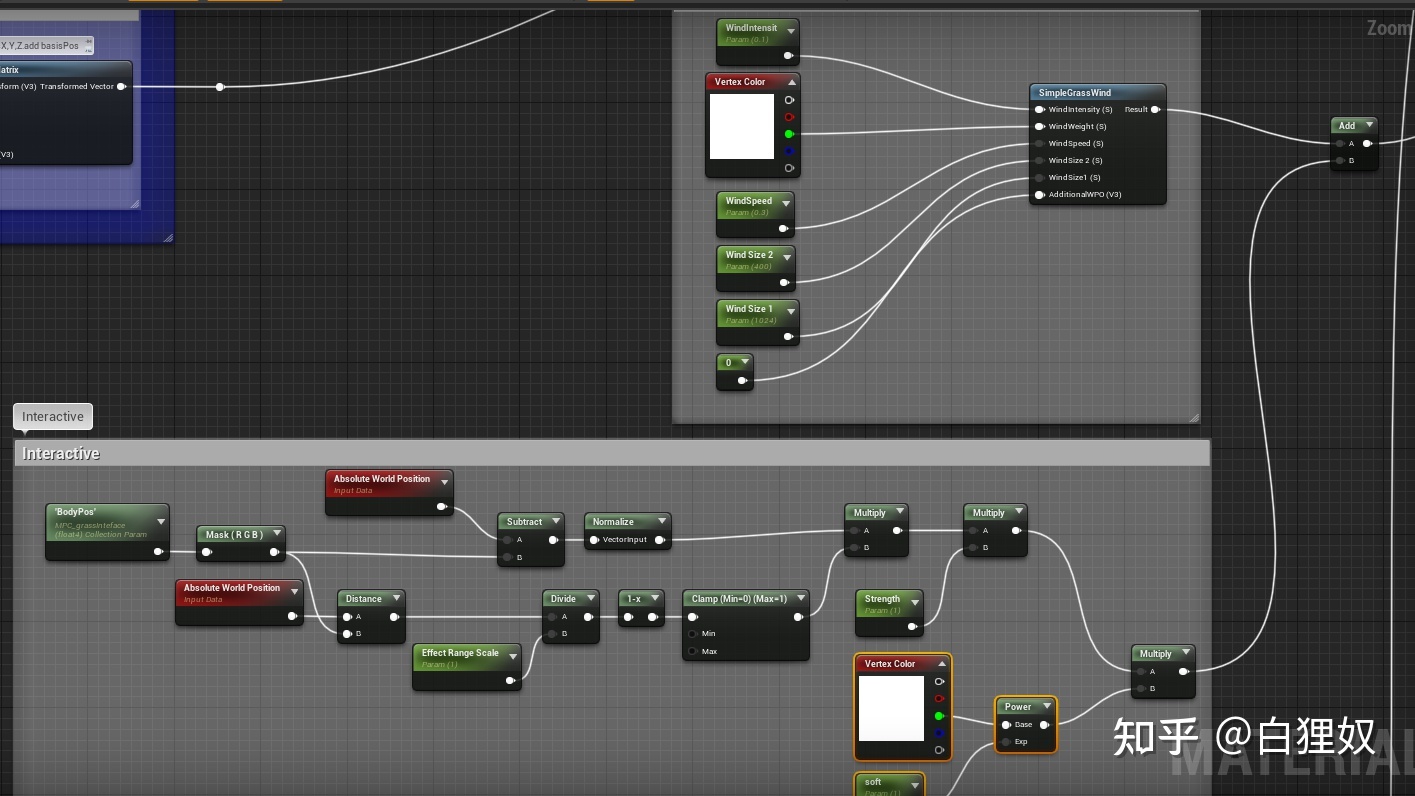 X,Y,Z.add basisPos
atrix
sform (V3) Transformed Vector
(V3)
Zoom
WindIntensit
Param (0.1)
Vertex Color
SimpleGrassWind
WindIntensity (S) Result
WindWeight (S)
WindSpeed (S)
WindSize 2 (S)
WindSize1 (S)
AdditionalWPO (V3)
Add
A
B
WindSpeed
Param (0.3)
Wind Size 2
Param (400)
Wind Size 1
Param (1024)
0
Interactive
Interactive
Absolute World Position
Input Data
'BodyPos'
MPC_grassInteface
(float4) Collection Param
Mask ( R G B )
Subtract
A
B
Normalize
VectorInput
Multiply
A
B
Multiply
A
B
Absolute World Position
Input Data
Distance
A
B
Divide
A
B
1-x
Clamp (Min=0) (Max=1)
Min
Max
Strength
Param (1)
Effect Range Scale
Param (1)
Vertex Color
Power
Base
Exp
Multiply
A
B
soft
Param (1)
知乎 @白狸奴
MATERIAL